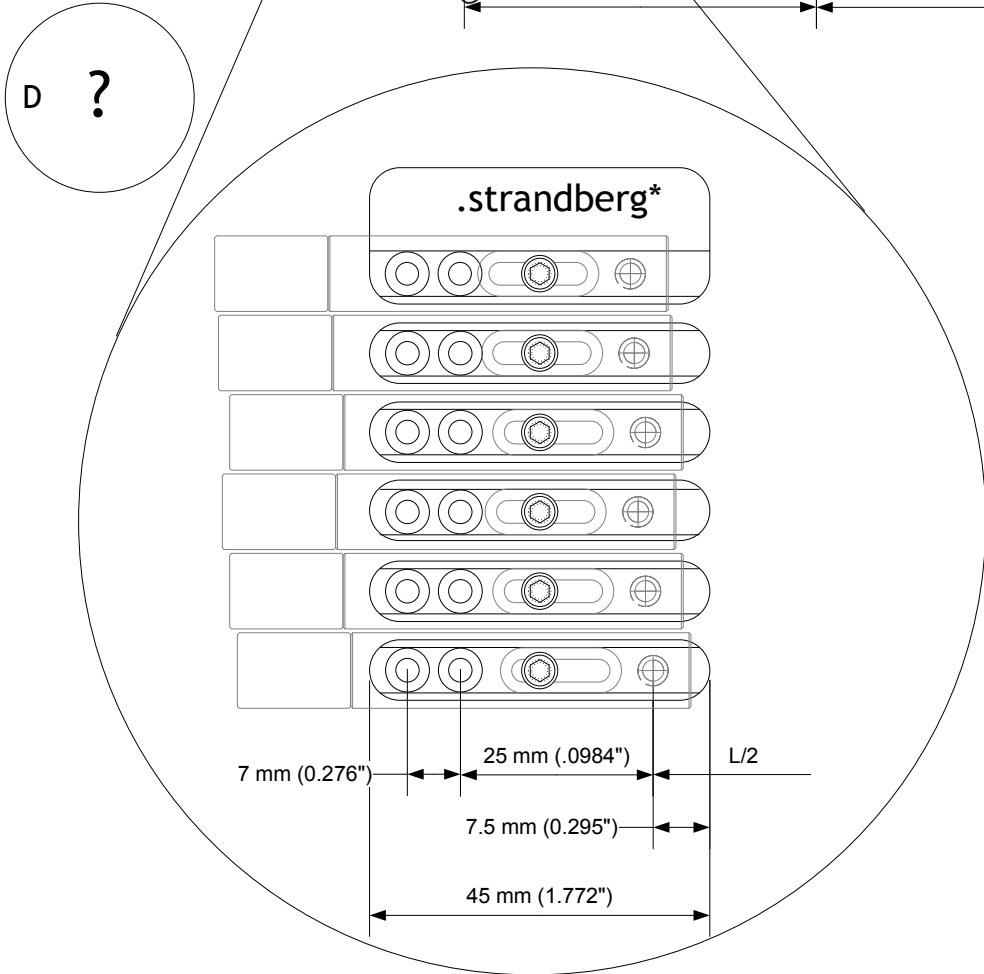 D ?
.strandberg*
25 mm (.0984")
L/2
7 mm (0.276")
7.5 mm (0.295")
45 mm (1.772")